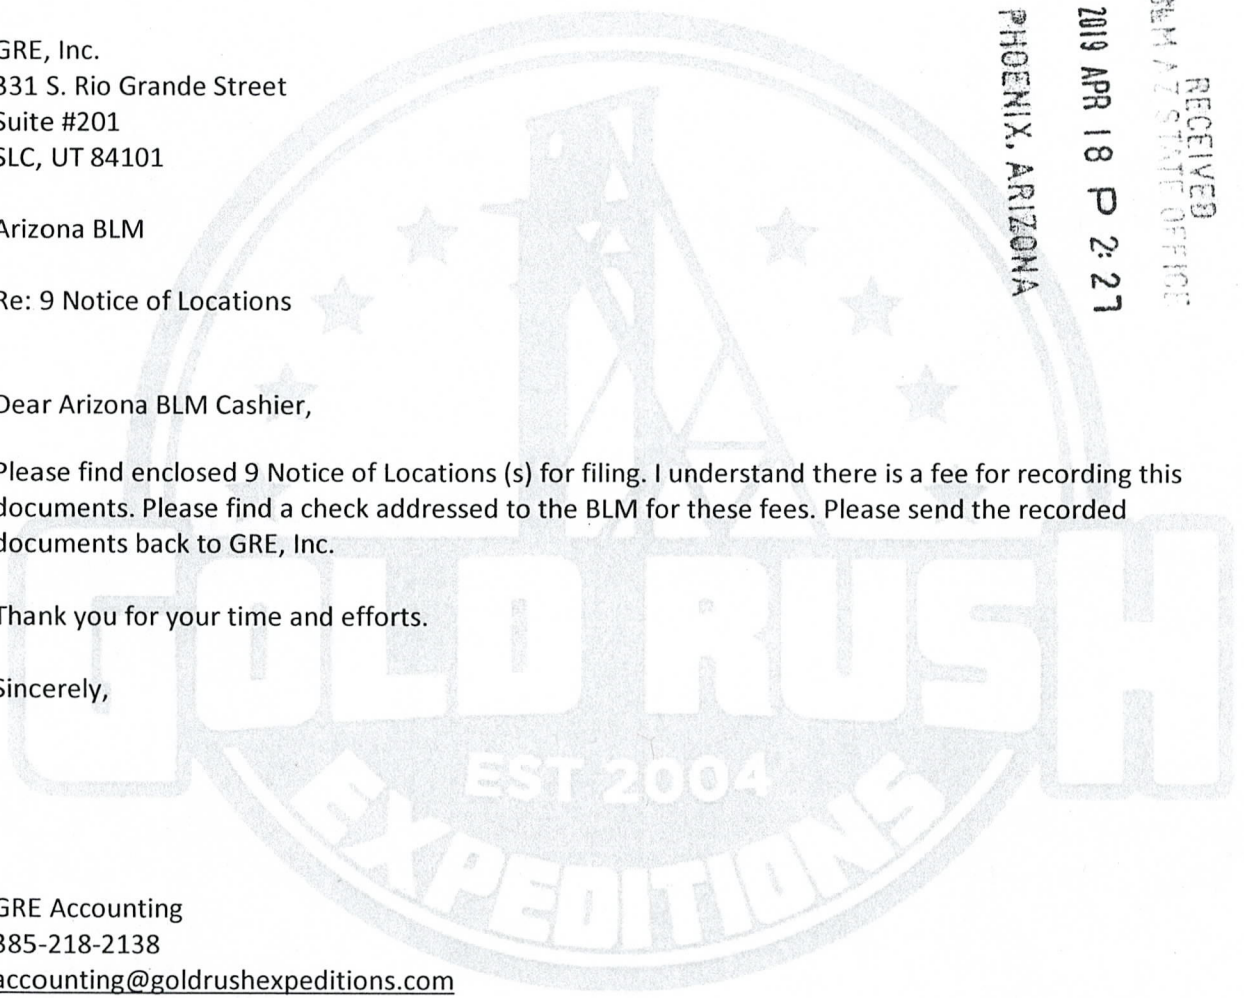 GRE, Inc.
331 S. Rio Grande Street
Suite #201
SLC, UT 84101
Arizona BLM
Re: 9 Notice of Locations
Dear Arizona BLM Cashier,
Please find enclosed 9 Notice of Locations (s) for filing. I understand there is a fee for recording this
documents. Please find a check addressed to the BLM for these fees. Please send the recorded
documents back to GRE, Inc.
Thank you for your time and efforts.
Sincerely,
GRE Accounting
385-218-2138
accounting@goldrushexpeditions.com
RECEIVED
BLM AZ STATE OFFICE
2019 APR 18 P 2:27
PHOENIX, ARIZONA
GOLD RUSH
EST 2004
EXPEDITIONS